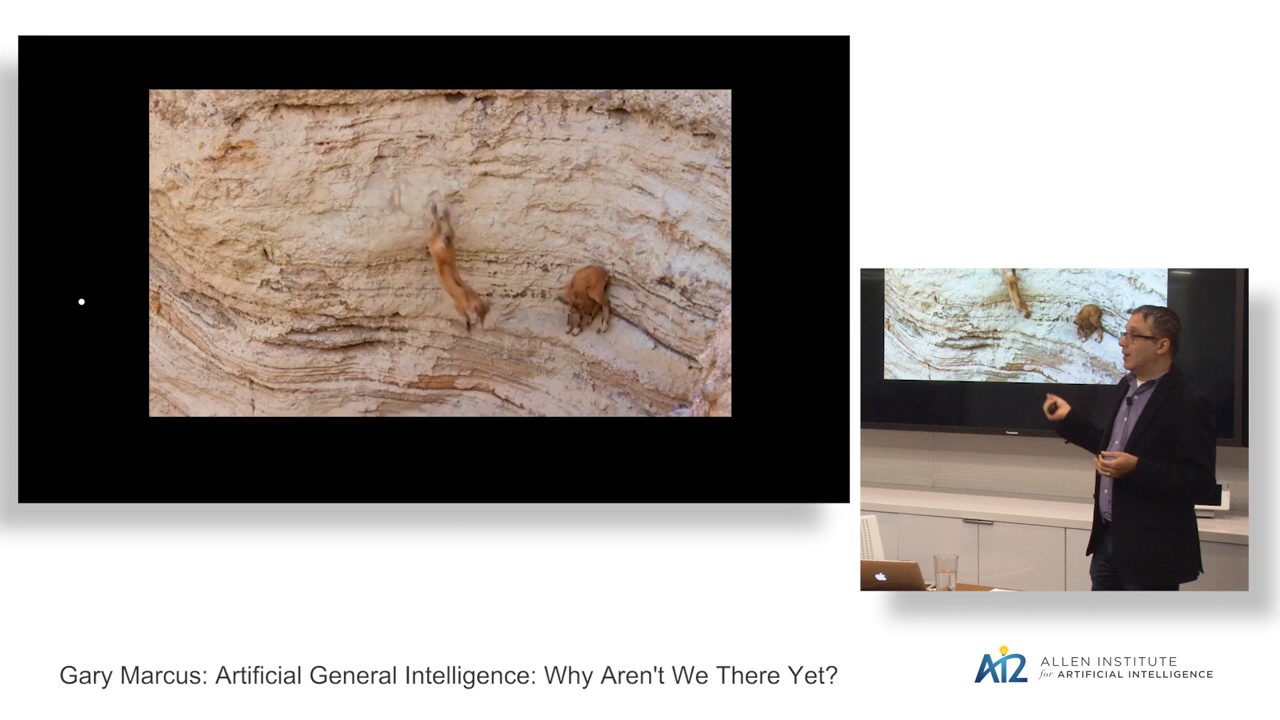 Gary Marcus: Artificial General Intelligence: Why Aren't We There Yet?
AI2
ALLEN INSTITUTE
for ARTIFICIAL INTELLIGENCE